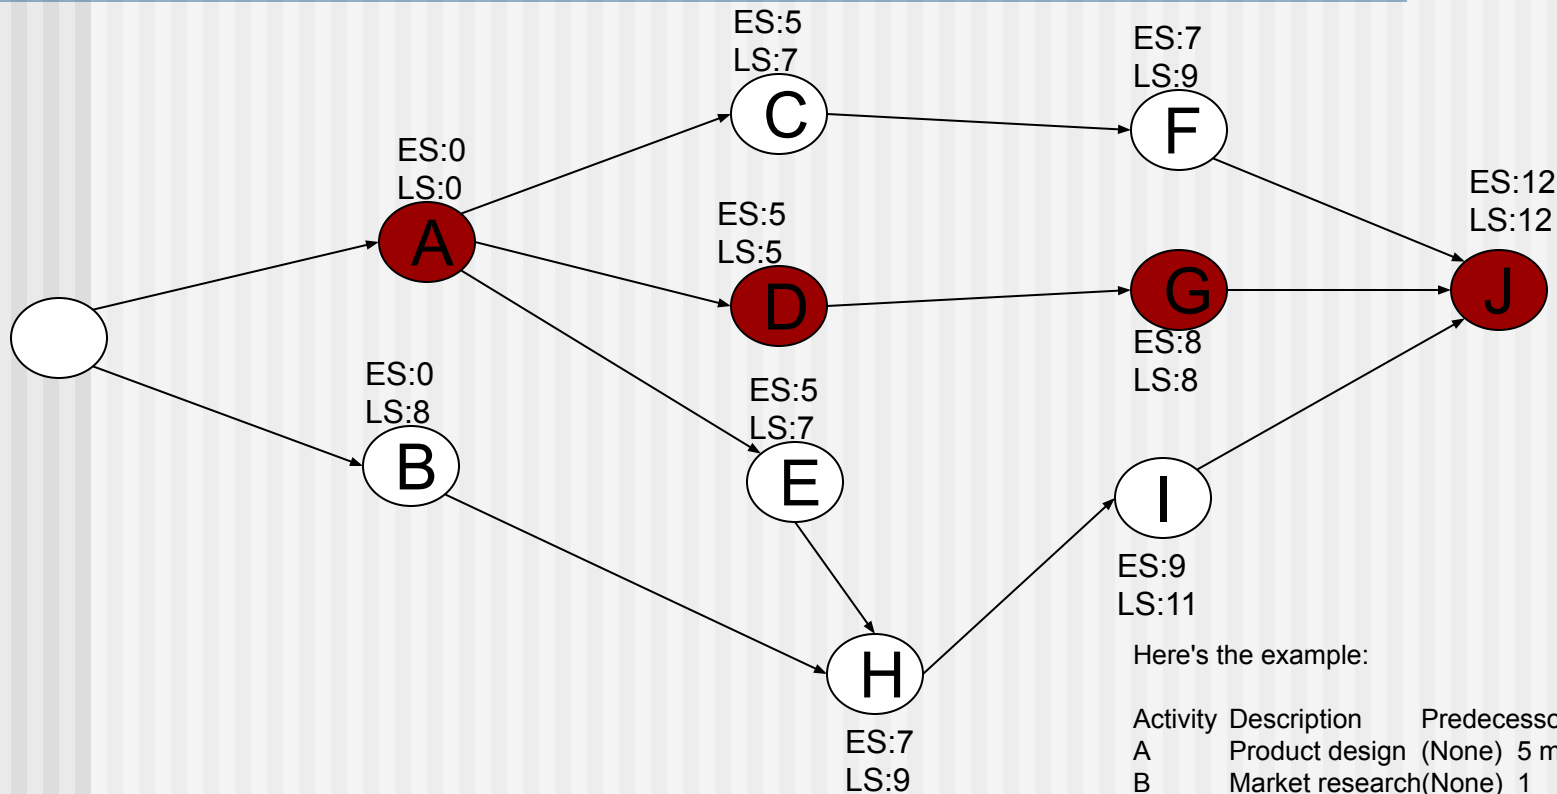 ES:5
LS:7
C
ES:7
LS:9
F
ES:0
LS:0
A
ES:12
LS:12
J
ES:5
LS:5
D
G
ES:8
LS:8
ES:0
LS:8
B
ES:5
LS:7
E
I
ES:9
LS:11
H
ES:7
LS:9
Here's the example:
Activity Description Predecesso
A Product design (None) 5 m
B Market research(None) 1